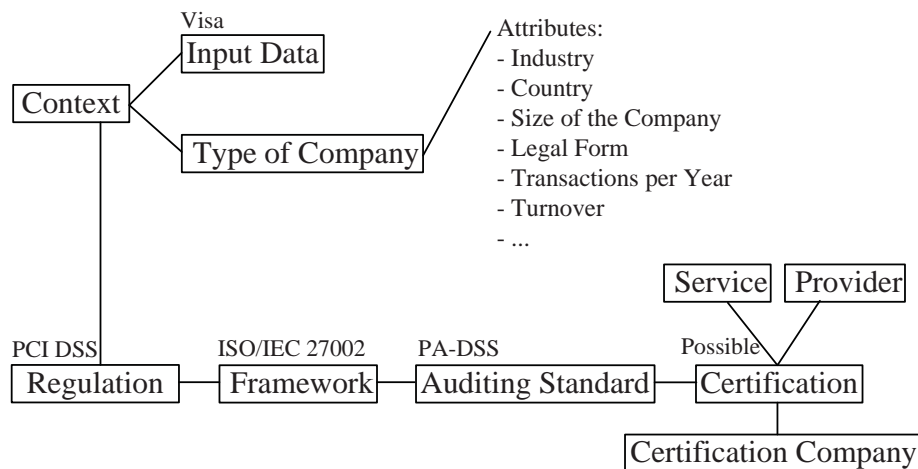 Visa
Input Data
Context
Type of Company
Attributes:
- Industry
- Country
- Size of the Company
- Legal Form
- Transactions per Year
- Turnover
- ...
Service
Provider
PCI DSS
ISO/IEC 27002
PA-DSS
Possible
Regulation
Framework
Auditing Standard
Certification
Certification Company